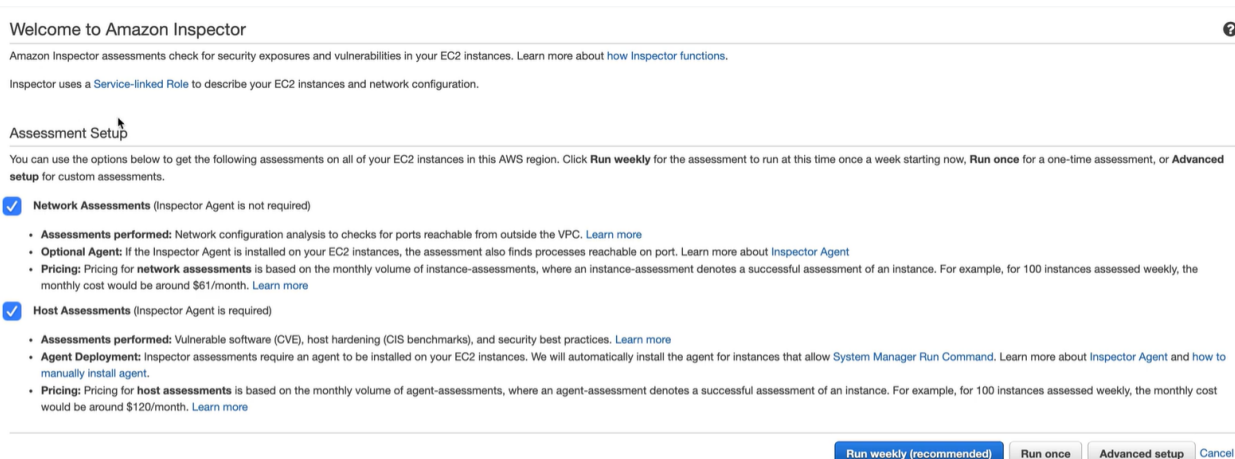 Welcome to Amazon Inspector
Amazon Inspector assessments check for security exposures and vulnerabilities in your EC2 instances. Learn more about how Inspector functions.
Inspector uses a Service-linked Role to describe your EC2 instances and network configuration.
Assessment Setup
You can use the options below to get the following assessments on all of your EC2 instances in this AWS region. Click Run weekly for the assessment to run at this time once a week starting now, Run once for a one-time assessment, or Advanced
setup for custom assessments.
Network Assessments (Inspector Agent is not required)
• Assessments performed: Network configuration analysis to checks for ports reachable from outside the VPC. Learn more
• Optional Agent: If the Inspector Agent is installed on your EC2 instances, the assessment also finds processes reachable on port. Learn more about Inspector Agent
• Pricing: Pricing for network assessments is based on the monthly volume of instance-assessments, where an instance-assessment denotes a successful assessment of an instance. For example, for 100 instances assessed weekly, the
monthly cost would be around $61/month. Learn more
Host Assessments (Inspector Agent is required)
• Assessments performed: Vulnerable software (CVE), host hardening (CIS benchmarks), and security best practices. Learn more
• Agent Deployment: Inspector assessments require an agent to be installed on your EC2 instances. We will automatically install the agent for instances that allow System Manager Run Command. Learn more about Inspector Agent and how to
manually install agent.
• Pricing: Pricing for host assessments is based on the monthly volume of agent-assessments, where an agent-assessment denotes a successful assessment of an instance. For example, for 100 instances assessed weekly, the monthly cost
would be around $120/month. Learn more
Run weekly (recommended) Run once Advanced setup Cancel